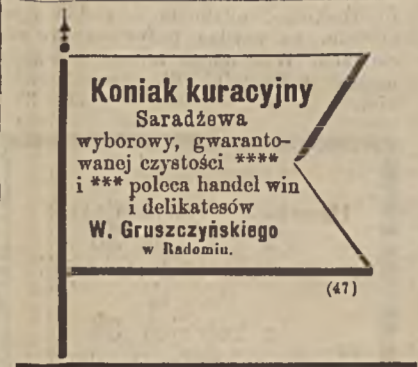 Koniak kuracyjny
Saradżewa
wyborowy, gwaranto-
wanej czystości ****
i *** poleca handel win
i delikatesów
W. Gruszczyńskiego
w Radomiu.
(47)